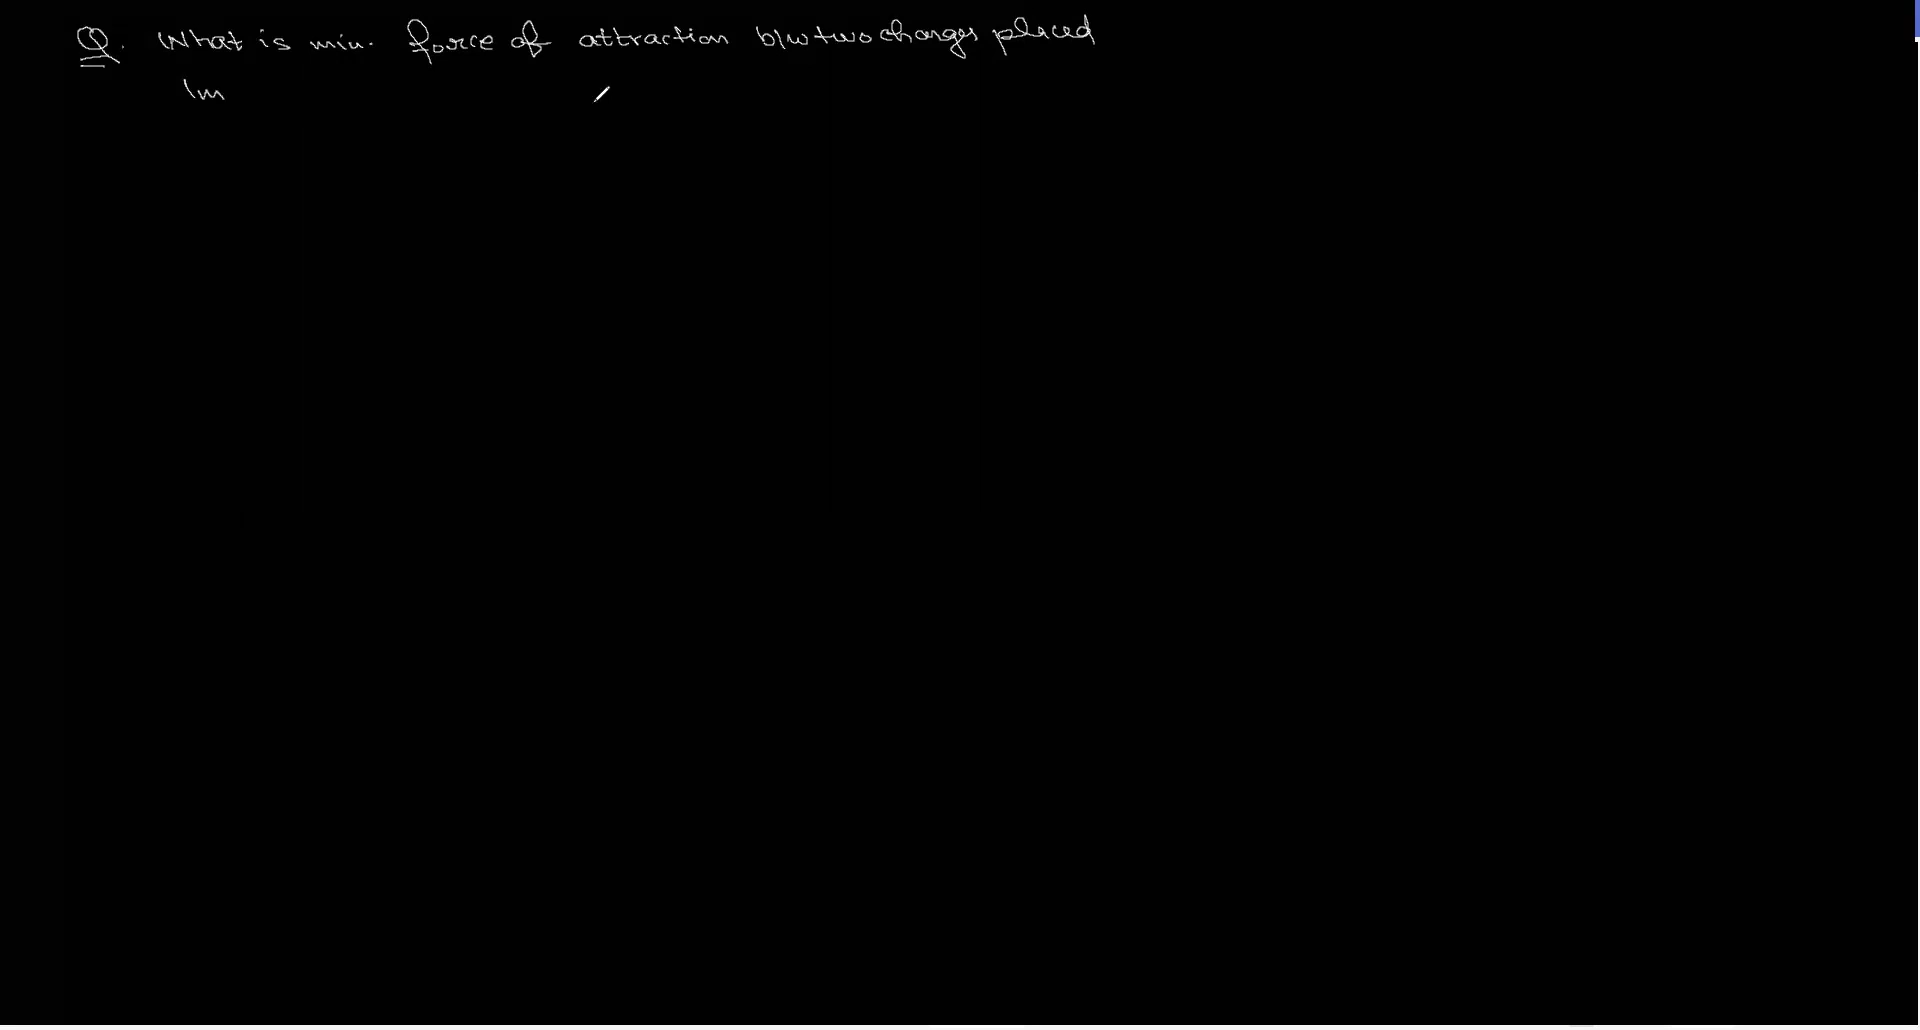 Q. What is min. force of attraction b/w two charges placed
1m